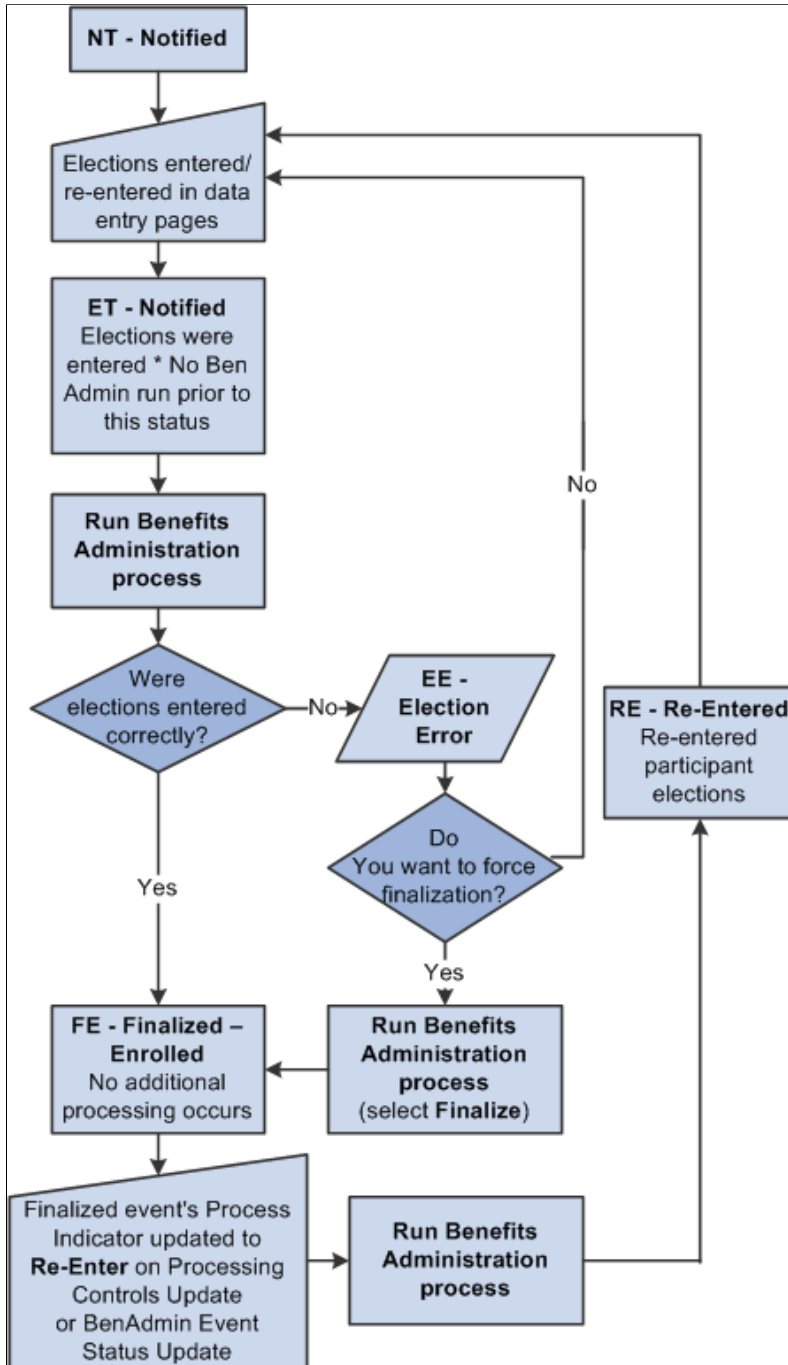 NT - Notified
Elections entered/
re-entered in data
entry pages
ET - Notified
Elections were
entered * No Ben
Admin run prior to
this status
No
Run Benefits
Administration
process
Were
elections entered
correctly?
No
EE -
Election
Error
RE - Re-Entered
Re-entered
participant
elections
Do
You want to force
finalization?
Yes
Yes
FE - Finalized –
Enrolled
No additional
processing occurs
Run Benefits
Administration
process
(select Finalize)
Finalized event's Process
Indicator updated to
Re-Enter on Processing
Controls Update
or BenAdmin Event
Status Update
Run Benefits
Administration
process